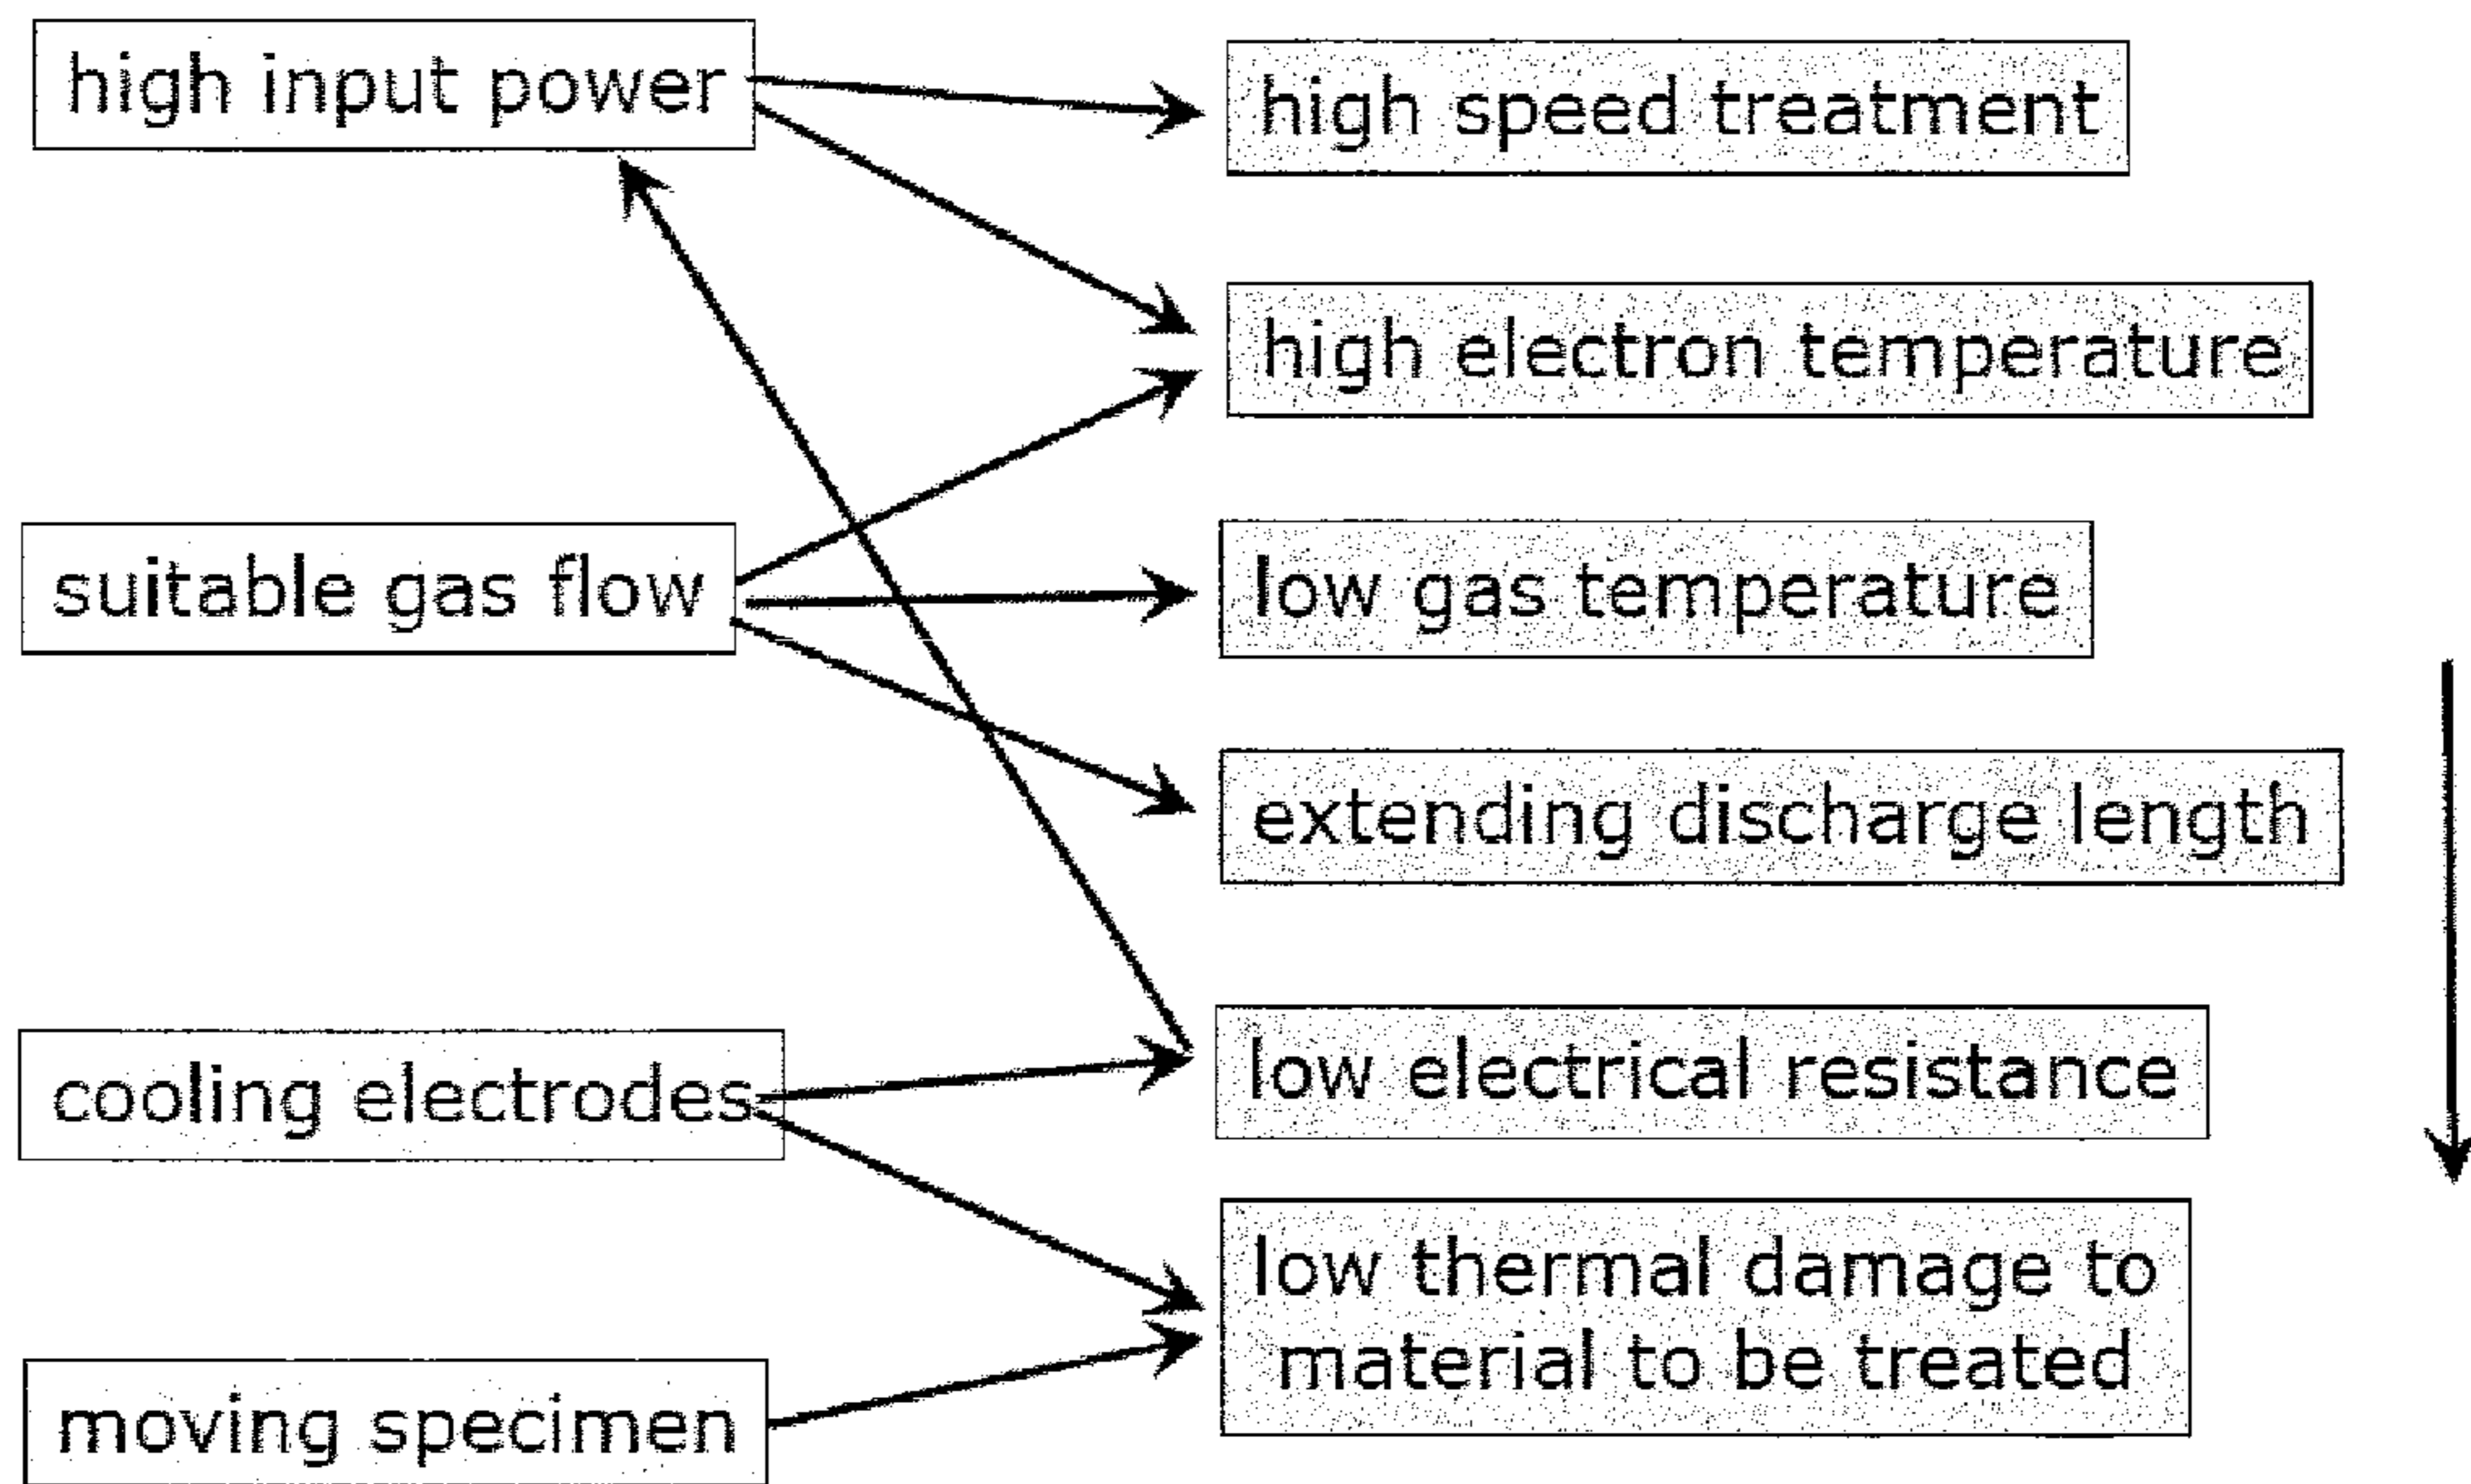 high input power
high speed treatment
high electron temperature
suitable gas flow
low gas temperature
extending discharge length
cooling electrodes
low electrical resistance
low thermal damage to
material to be treated
moving specimen